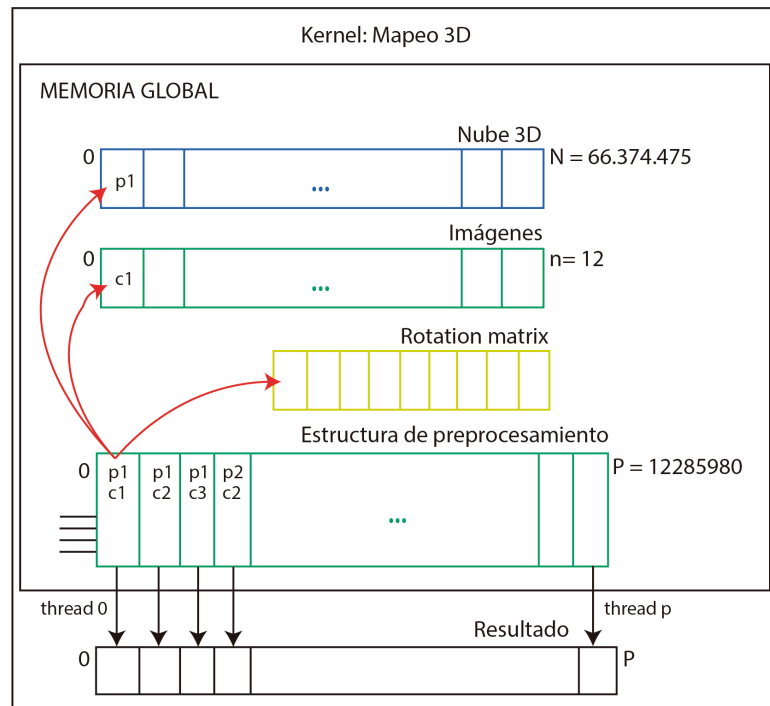 Kernel: Mapeo 3D
MEMORIA GLOBAL
Nube 3D
0
N = 66.374.475
p1
...
Imágenes
0
n= 12
c1
...
Rotation matrix
Estructura de preprocesamiento
0
P = 12285980
p1 p1 p1 p2
c1 c2 c3 c2
...
thread 0
thread p
Resultado
0
P